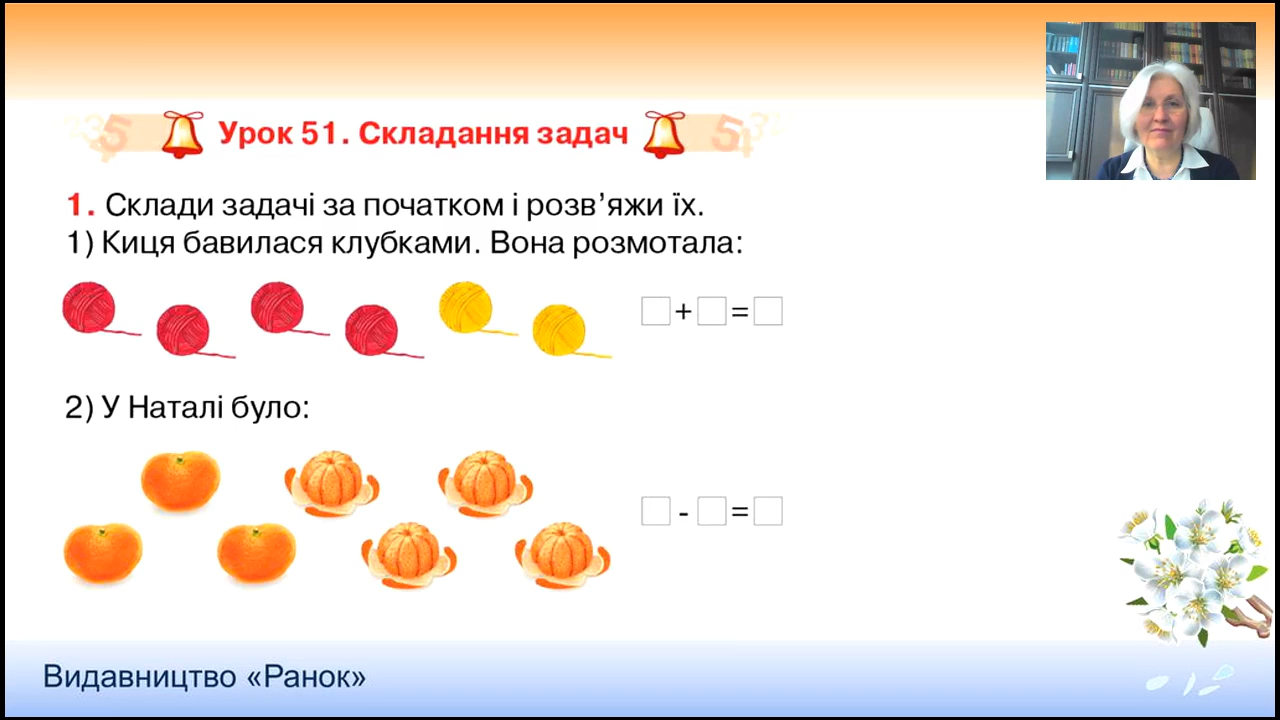 Урок 51. Складання задач
1. Склади задачі за початком і розв’яжи їх.
1) Киця бавилася клубками. Вона розмотала:
□ + □ = □
2) У Наталі було:
□ - □ = □
Видавництво «Ранок»